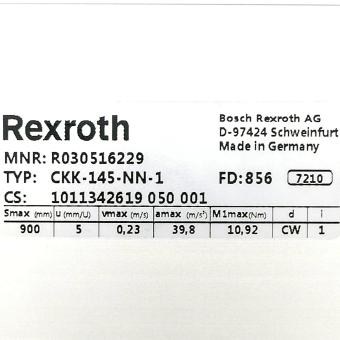 Rexroth
Bosch Rexroth AG
D-97424 Schweinfurt
Made in Germany
MNR: R030516229
TYP: CKK-145-NN-1 FD: 856 7210
CS: 1011342619 050 001
Smax (mm) u (mm/U) vmax (m/s) amax (m/s²) M1max(Nm) d i
900 5 0,23 39,8 10,92 CW 1